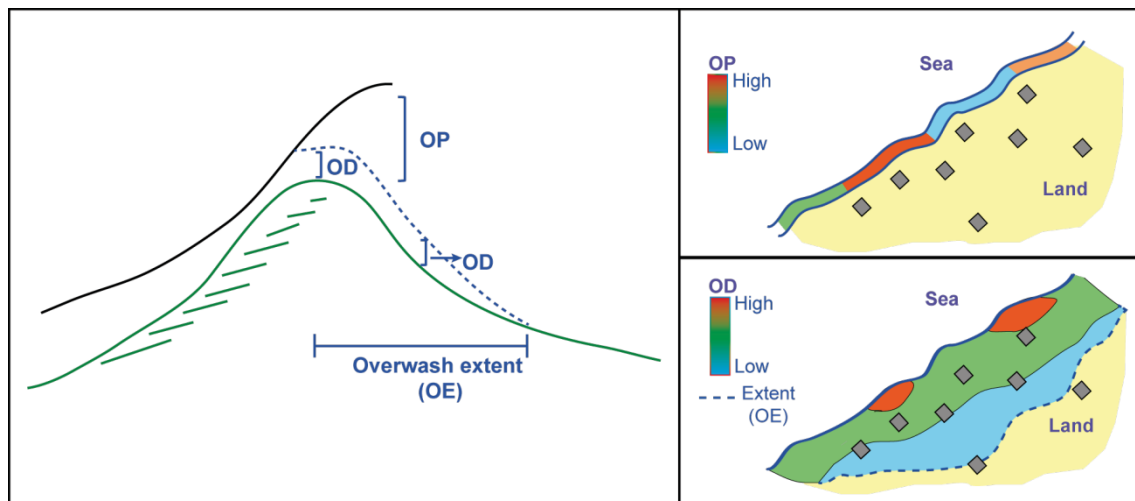 OP
OD
OD
Overwash extent
(OE)
OP
High
Low
Sea
Land
OD
High
Low
Extent
(OE)
Sea
Land